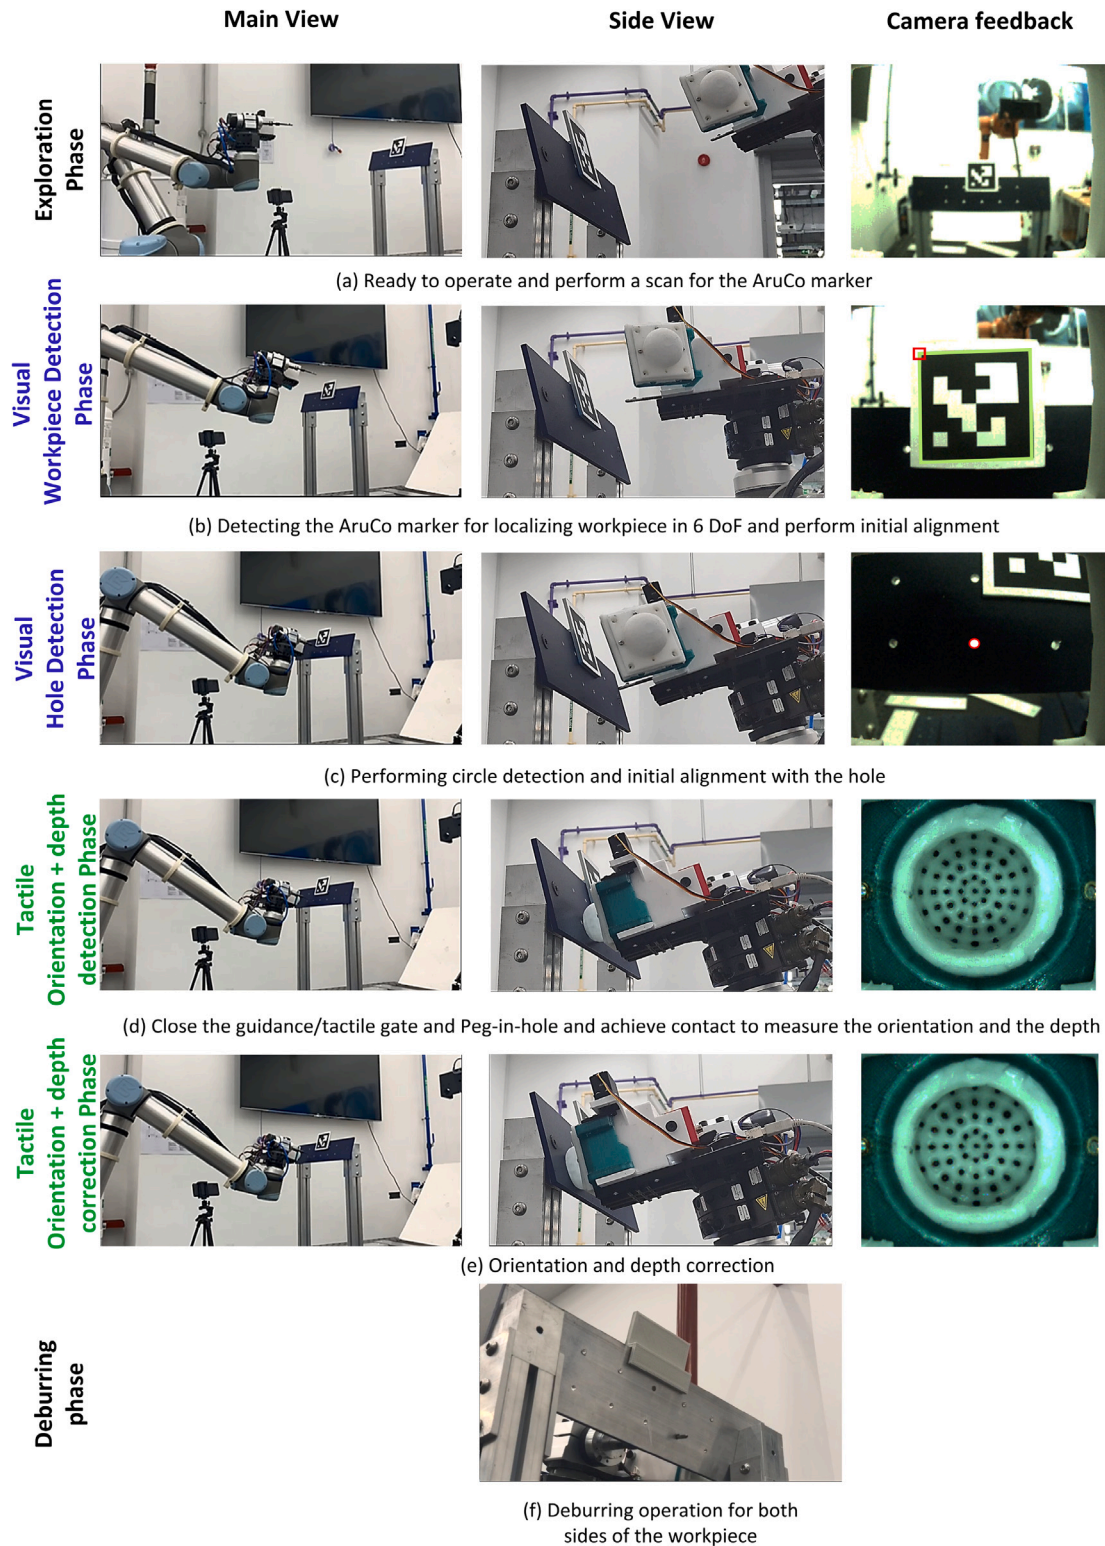 Main View
Side View
Camera feedback
Exploration
Phase
(a) Ready to operate and perform a scan for the AruCo marker
Visual
Workpiece Detection
Phase
(b) Detecting the AruCo marker for localizing workpiece in 6 DoF and perform initial alignment
Visual
Hole Detection
Phase
(c) Performing circle detection and initial alignment with the hole
Tactile
Orientation + depth
detection Phase
(d) Close the guidance/tactile gate and Peg-in-hole and achieve contact to measure the orientation and the depth
Tactile
Orientation + depth
correction Phase
(e) Orientation and depth correction
Deburring
phase
(f) Deburring operation for both
sides of the workpiece